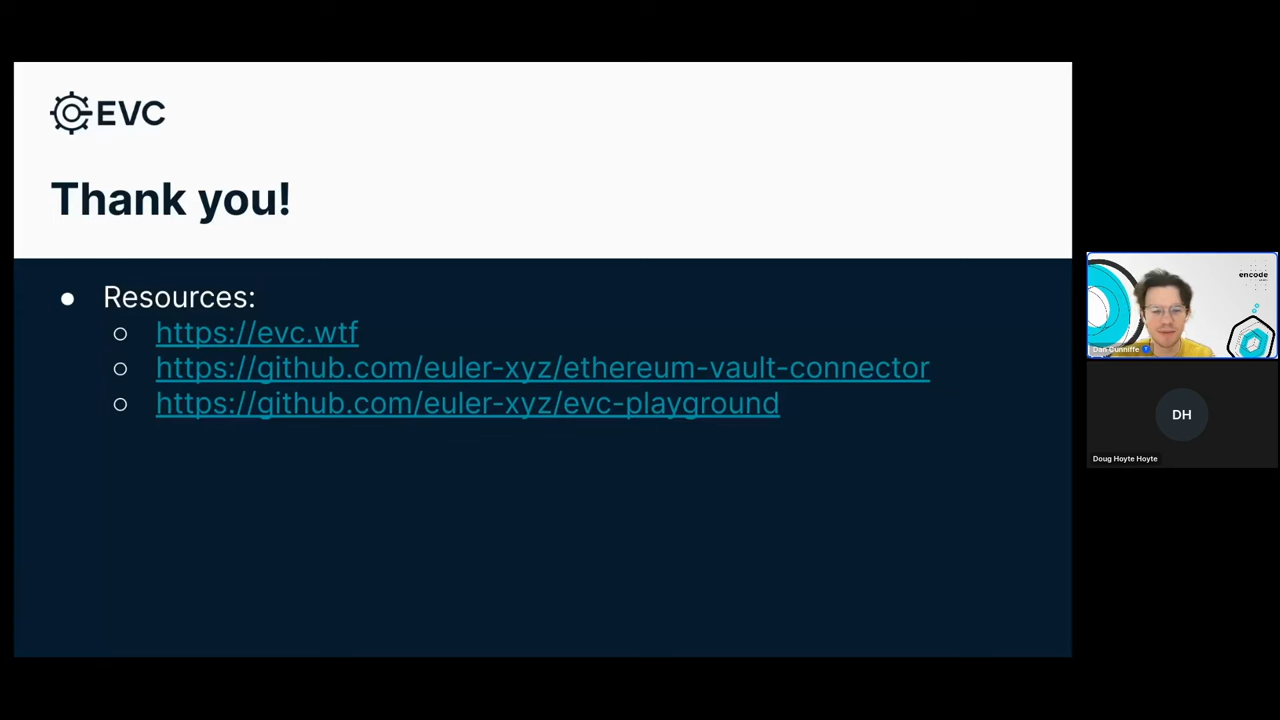 EVC
Thank you!
● Resources:
○ https://evc.wtf
○ https://github.com/euler-xyz/ethereum-vault-connector
○ https://github.com/euler-xyz/evc-playground
encode
Dan Cunniffe
DH
Doug Hoyte Hoyte